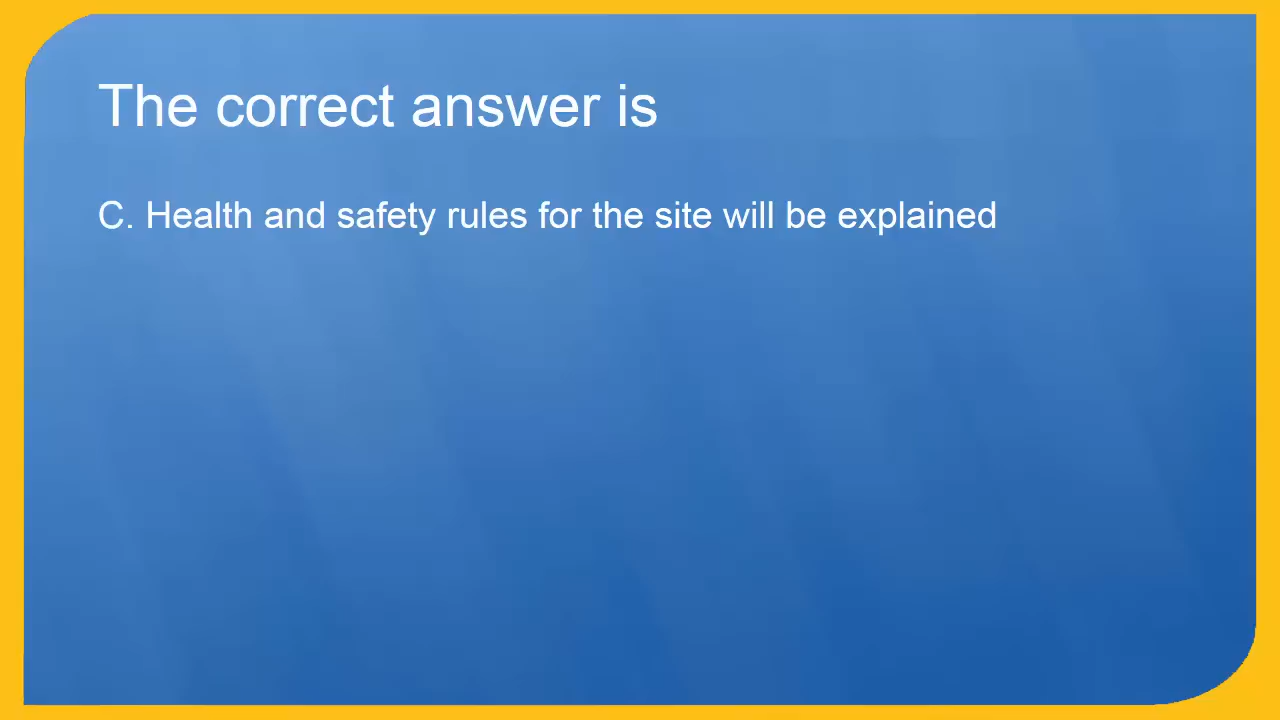 The correct answer is
C. Health and safety rules for the site will be explained